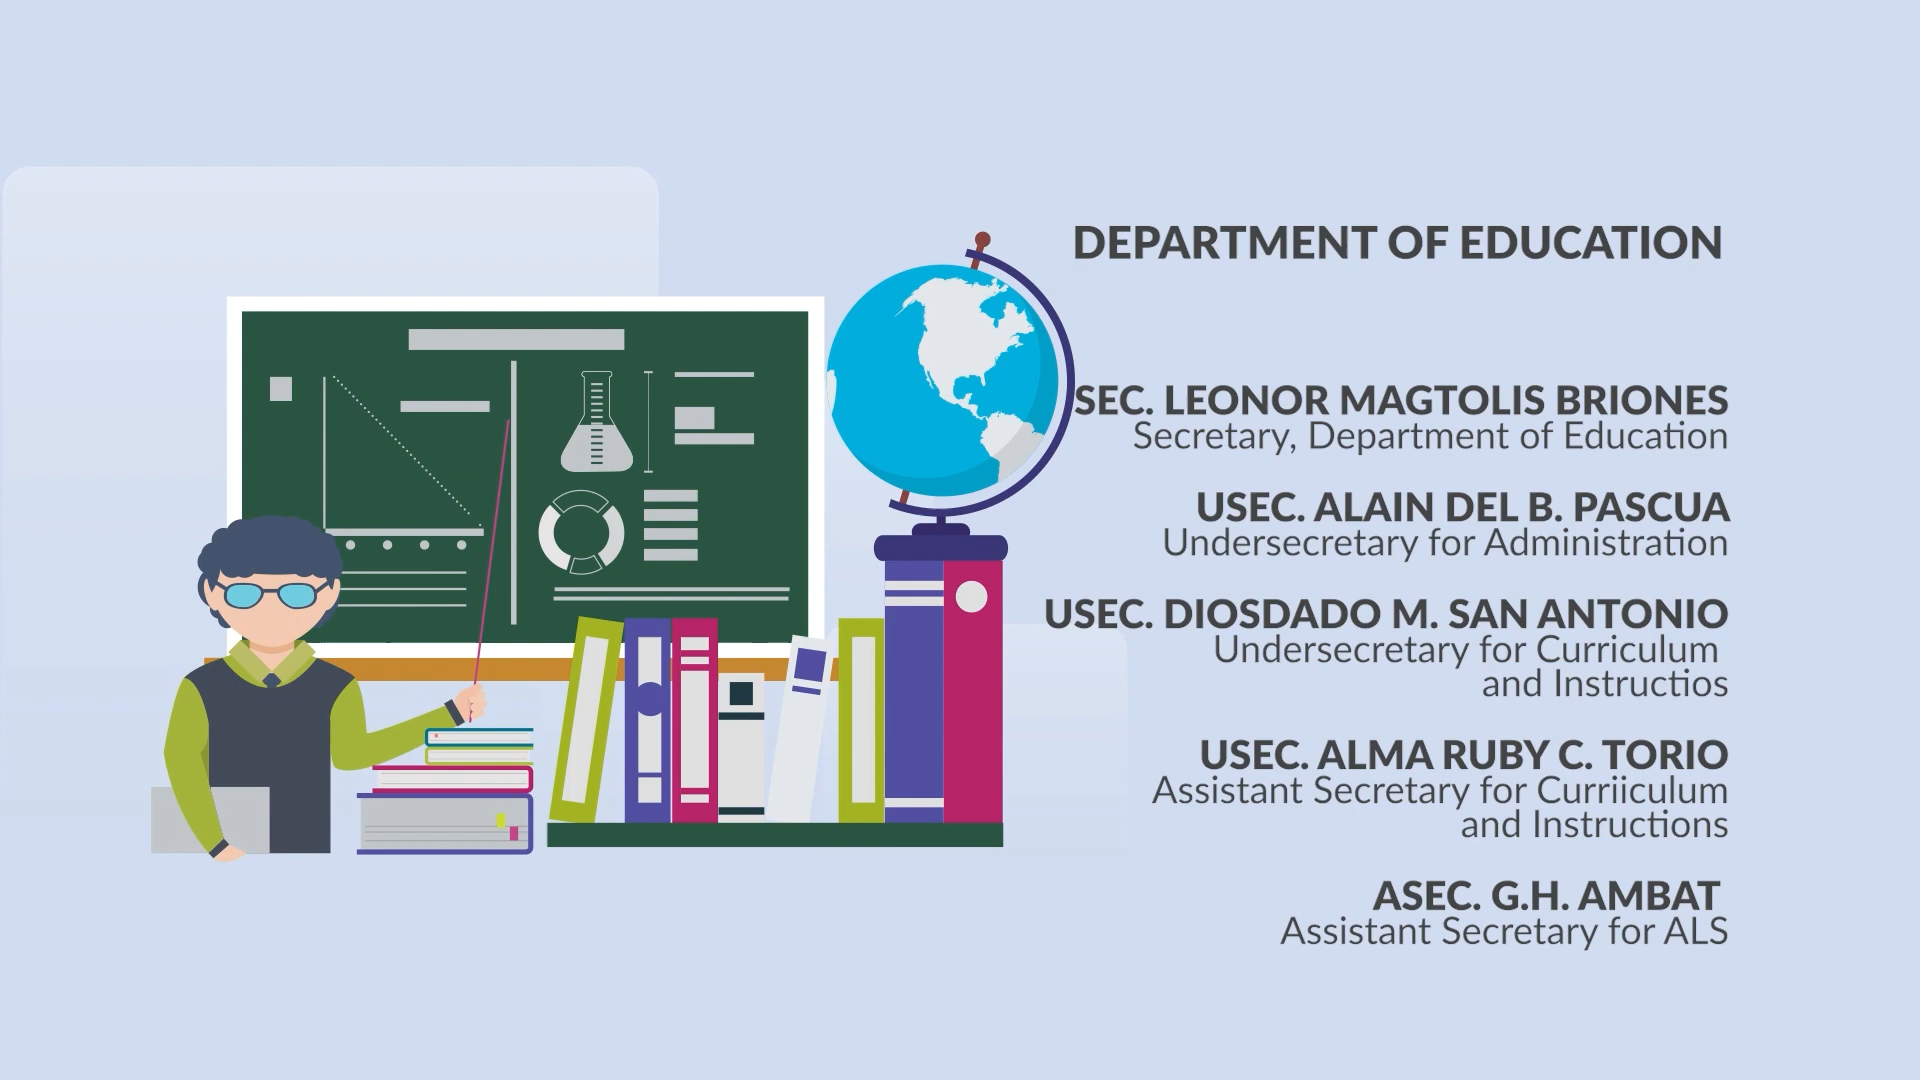 DEPARTMENT OF EDUCATION
SEC. LEONOR MAGTOLIS BRIONES
Secretary, Department of Education
USEC. ALAIN DEL B. PASCUA
Undersecretary for Administration
USEC. DIOSDADO M. SAN ANTONIO
Undersecretary for Curriculum
and Instructios
USEC. ALMA RUBY C. TORIO
Assistant Secretary for Curriiculum
and Instructions
ASEC. G.H. AMBAT
Assistant Secretary for ALS